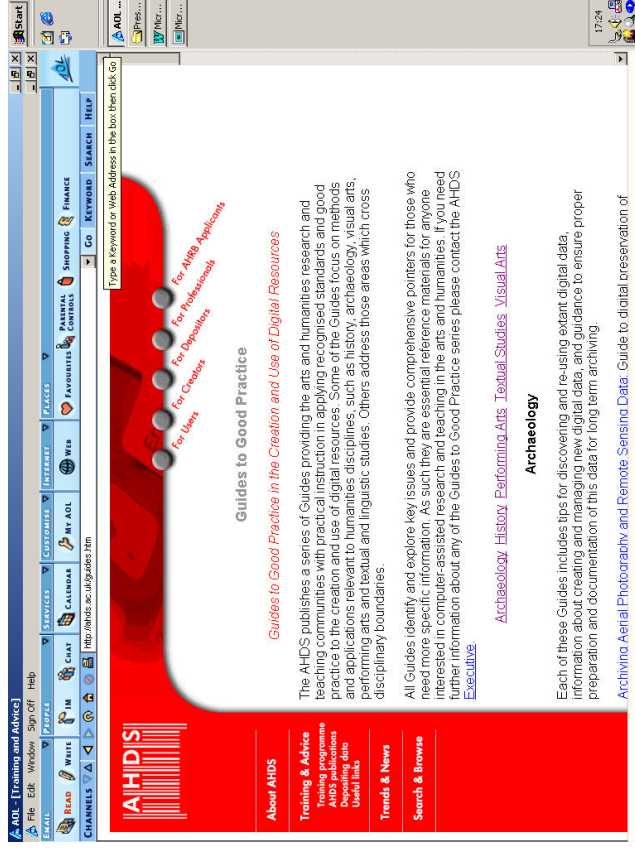 AOL - [Training and Advice]
File Edit Window Sign Off Help
EMAIL PEOPLE SERVICES CUSTOMISE INTERNET PLACES
READ WRITE IM CHAT CALENDAR MY AOL WEB FAVOURITES PARENTAL CONTROLS SHOPPING FINANCE
AOL
CHANNELS http://ahds.ac.uk/guides.htm Go KEYWORD SEARCH HELP
Type a Keyword or Web Address in the box then click Go
AHDS
For Users
For Creators
For Depositors
For Professionals
For AHRB Applicants
About AHDS
Training & Advice
Training programme
AHDS publications
Depositing data
Useful links
Trends & News
Search & Browse
Guides to Good Practice
Guides to Good Practice in the Creation and Use of Digital Resources
The AHDS publishes a series of Guides providing the arts and humanities research and
teaching communities with practical instruction in applying recognised standards and good
practice to the creation and use of digital resources. Some of the Guides focus on methods
and applications relevant to humanities disciplines, such as history, archaeology, visual arts,
performing arts and textual and linguistic studies. Others address those areas which cross
disciplinary boundaries.
All Guides identify and explore key issues and provide comprehensive pointers for those who
need more specific information. As such they are essential reference materials for anyone
interested in computer-assisted research and teaching in the arts and humanities. If you need
further information about any of the Guides to Good Practice series please contact the AHDS
Executive.
Archaeology History Performing Arts Textual Studies Visual Arts
Archaeology
Each of these Guides includes tips for discovering and re-using extant digital data,
information about creating and managing new digital data, and guidance to ensure proper
preparation and documentation of this data for long term archiving.
Archiving Aerial Photography and Remote Sensing Data: Guide to digital preservation of
Start
AOL ...
Pres...
Micr...
Micr...
17:24